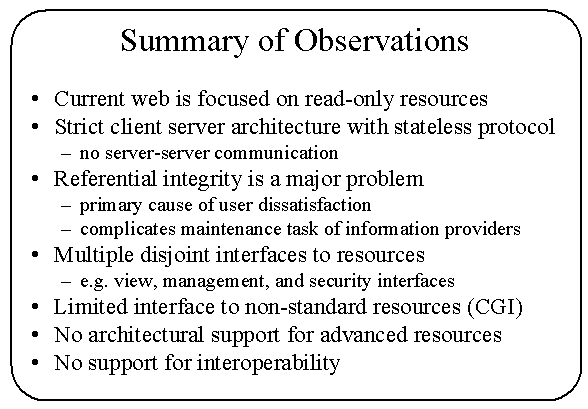 Summary of Observations
• Current web is focused on read-only resources
• Strict client server architecture with stateless protocol
– no server-server communication
• Referential integrity is a major problem
– primary cause of user dissatisfaction
– complicates maintenance task of information providers
• Multiple disjoint interfaces to resources
– e.g. view, management, and security interfaces
• Limited interface to non-standard resources (CGI)
• No architectural support for advanced resources
• No support for interoperability